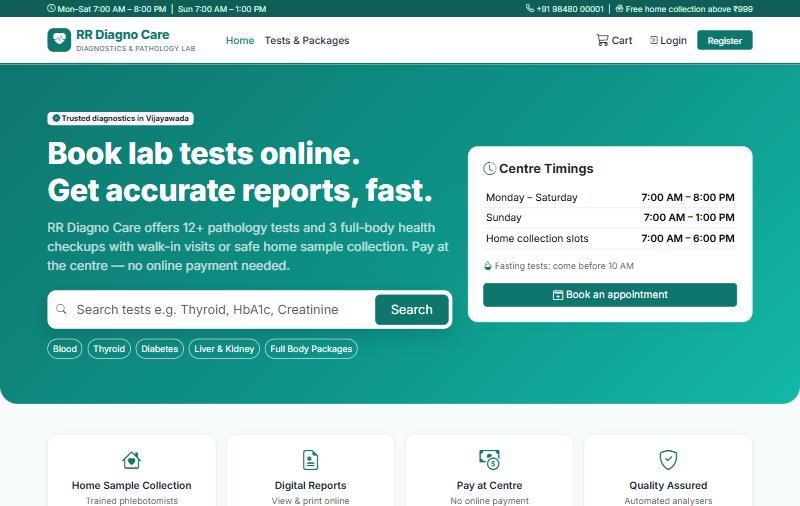 Mon–Sat 7:00 AM – 8:00 PM | Sun 7:00 AM – 1:00 PM
+91 98480 00001 | Free home collection above ₹999
RR Diagno Care
DIAGNOSTICS & PATHOLOGY LAB
Home Tests & Packages
Cart Login Register
Trusted diagnostics in Vijayawada
Book lab tests online.
Get accurate reports, fast.
RR Diagno Care offers 12+ pathology tests and 3 full-body health
checkups with walk-in visits or safe home sample collection. Pay at
the centre — no online payment needed.
Search tests e.g. Thyroid, HbA1c, Creatinine Search
Blood Thyroid Diabetes Liver & Kidney Full Body Packages
Centre Timings
Monday – Saturday 7:00 AM – 8:00 PM
Sunday 7:00 AM – 1:00 PM
Home collection slots 7:00 AM – 6:00 PM
Fasting tests: come before 10 AM
Book an appointment
Home Sample Collection
Trained phlebotomists
Digital Reports
View & print online
Pay at Centre
No online payment
Quality Assured
Automated analysers